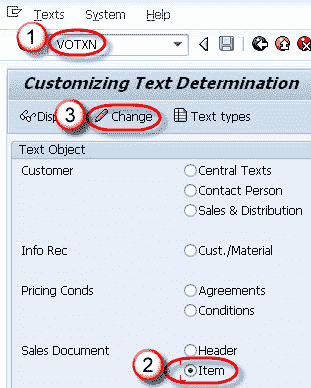 Texts System Help
1 VOTXN
Customizing Text Determination
Disp 3 Change Text types
Text Object
Customer Central Texts
Contact Person
Sales & Distribution
Info Rec Cust./Material
Pricing Conds Agreements
Conditions
Sales Document Header
2 Item